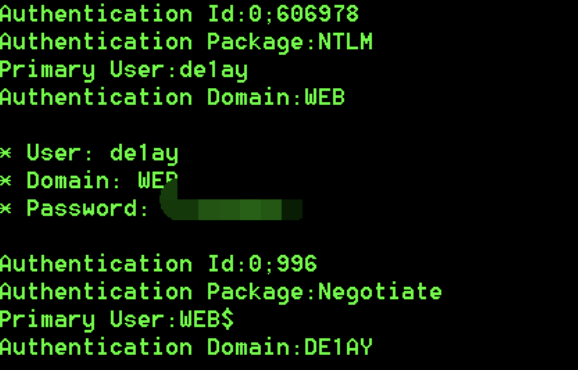 Authentication Id:0;606978
Authentication Package:NTLM
Primary User:de1ay
Authentication Domain:WEB
* User: de1ay
* Domain: WEB
* Password:
Authentication Id:0;996
Authentication Package:Negotiate
Primary User:WEB$
Authentication Domain:DE1AY